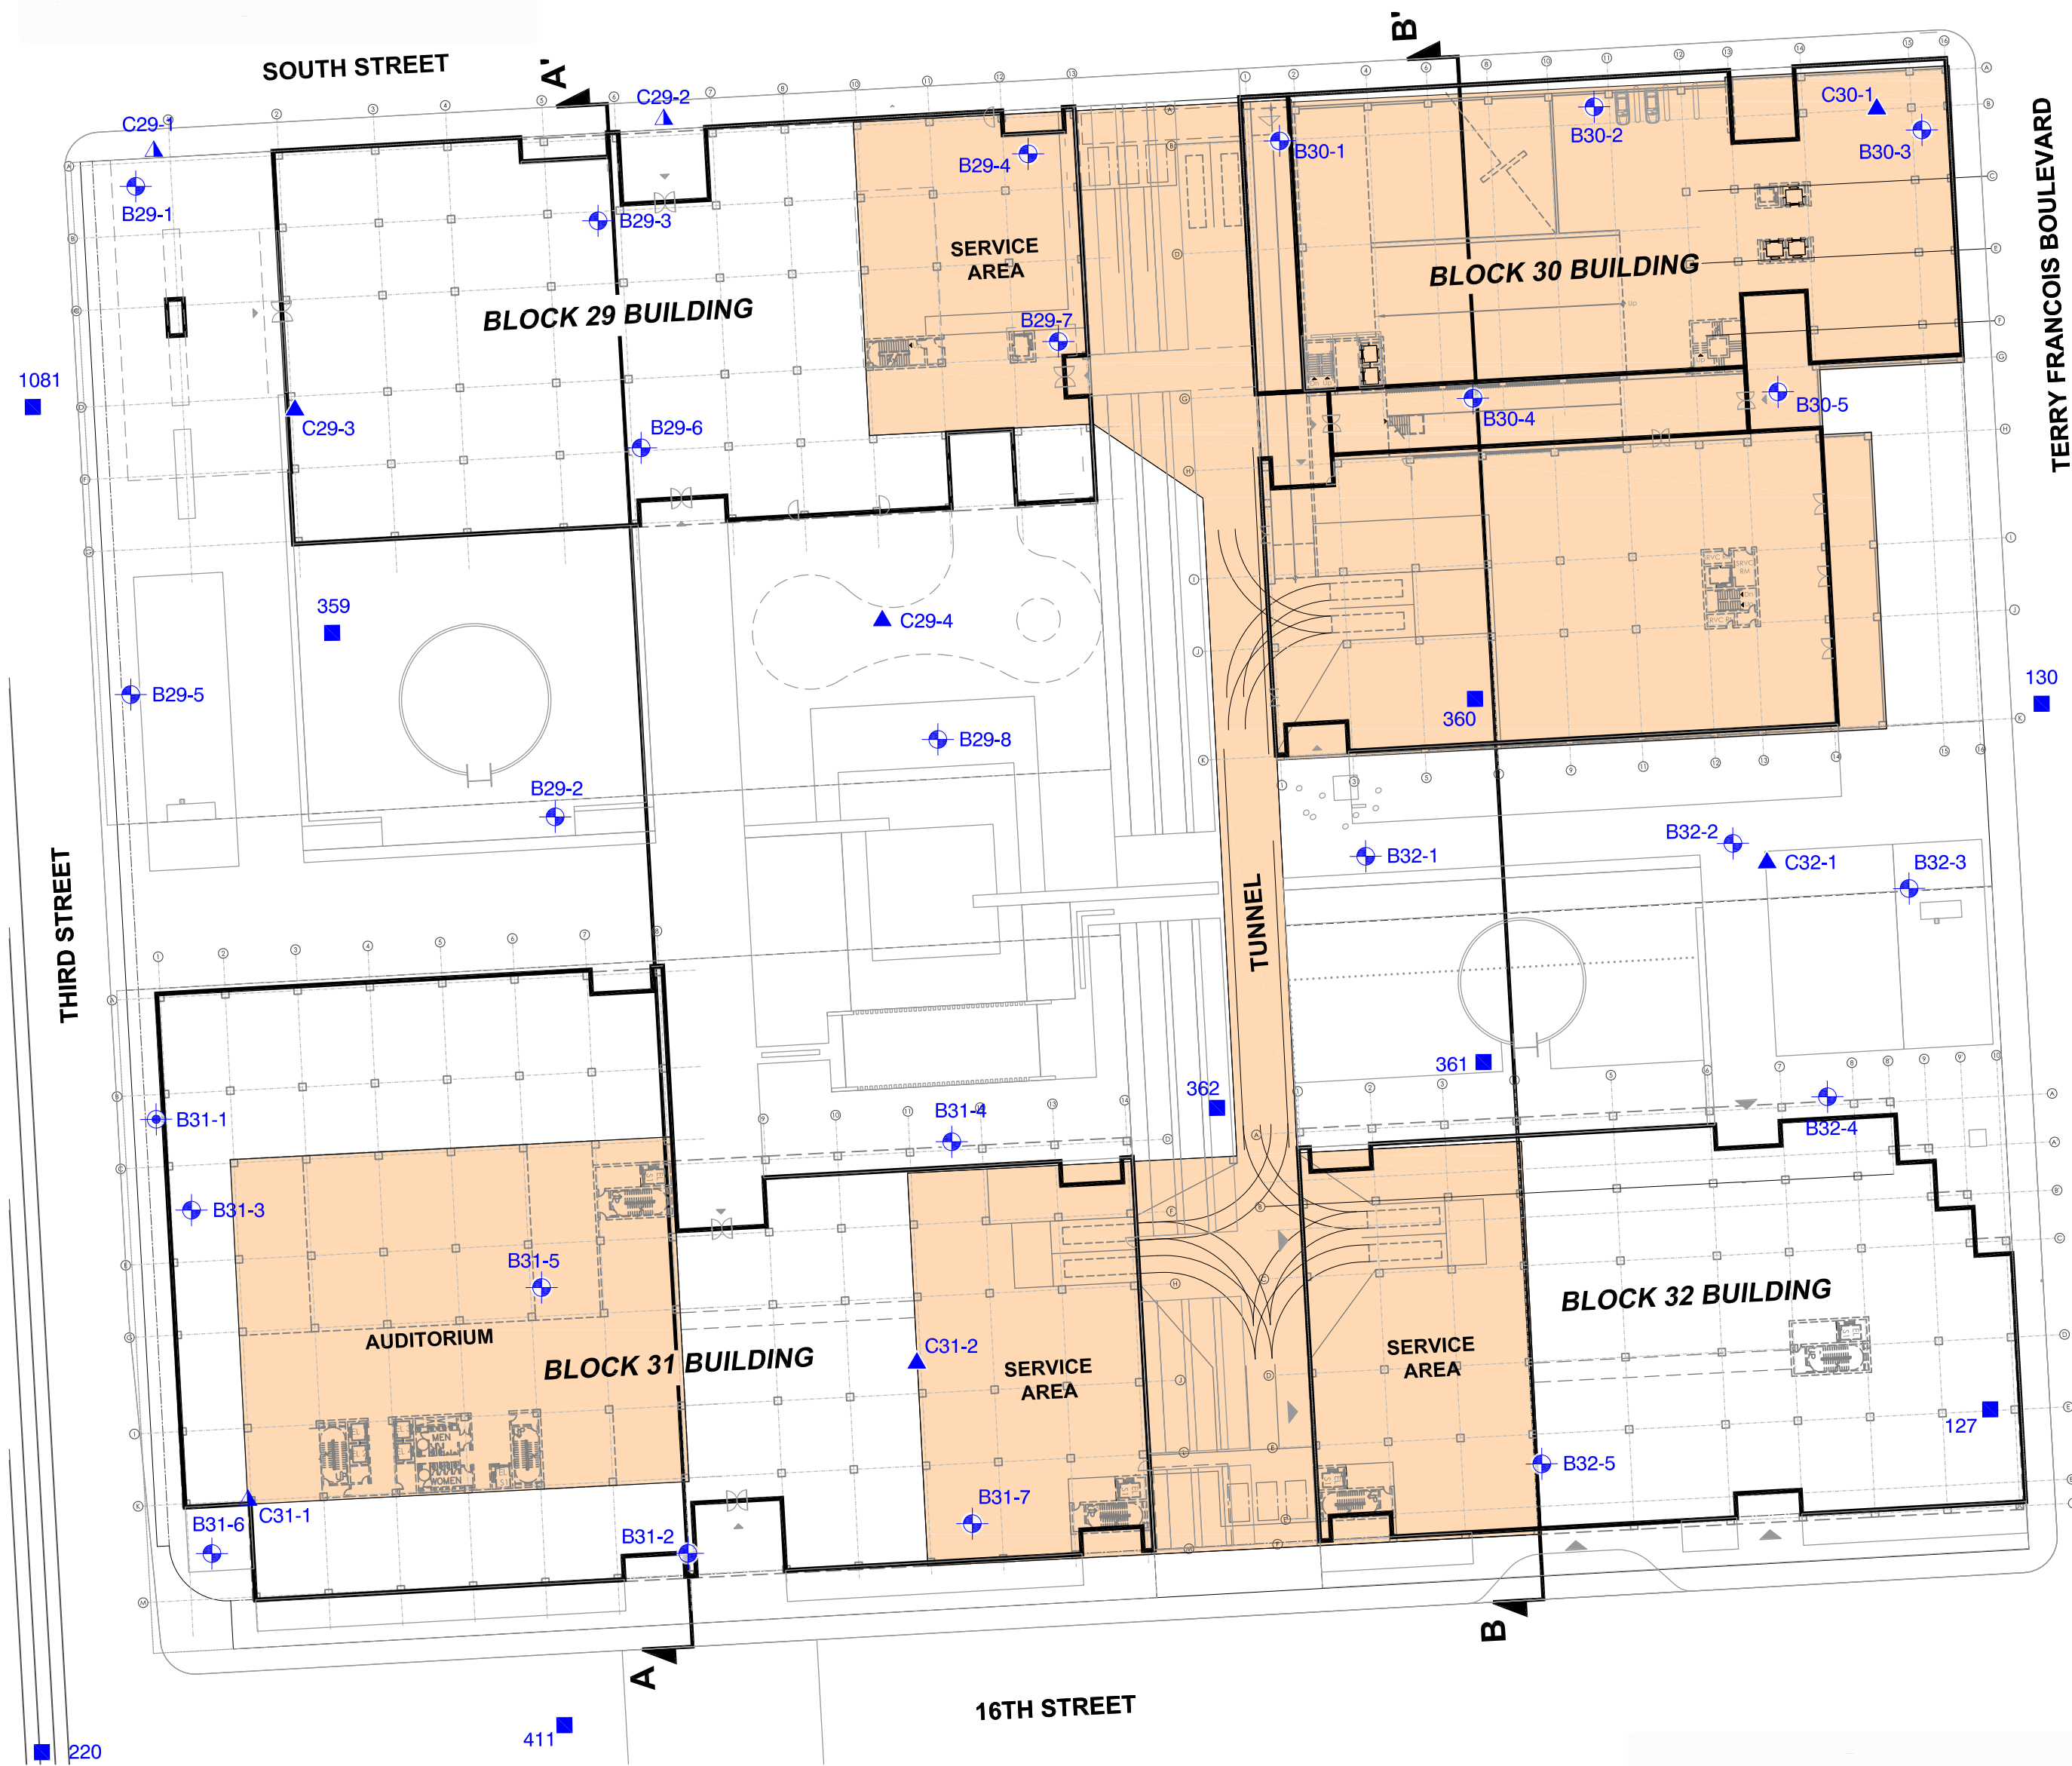 SOUTH STREET
A'
B'
C29-1
C29-2
C30-1
B29-1
B29-3
B29-4
B30-1
B30-2
B30-3
TERRY FRANCOIS BOULEVARD
SERVICE
AREA
BLOCK 29 BUILDING
BLOCK 30 BUILDING
B29-7
1081
C29-3
B29-6
B30-4
B30-5
359
C29-4
B29-5
360
130
B29-8
B29-2
B32-1
B32-2
C32-1
B32-3
THIRD STREET
TUNNEL
361
362
B31-1
B31-4
B32-4
B31-3
B31-5
AUDITORIUM
BLOCK 31 BUILDING
C31-2
SERVICE
AREA
SERVICE
AREA
BLOCK 32 BUILDING
127
MEN
WOMEN
C31-1
B31-6
B31-2
B31-7
B32-5
A
B
16TH STREET
411
220